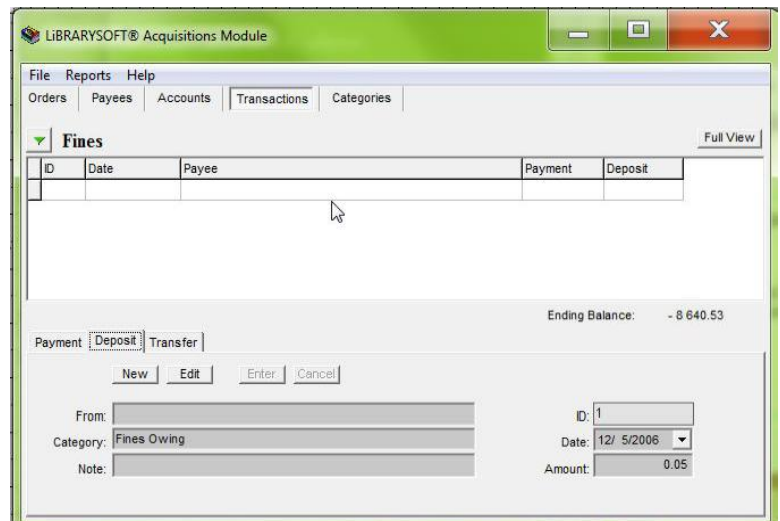 LiBRARYSOFT® Acquisitions Module
File Reports Help
Orders Payees Accounts Transactions Categories
Fines Full View
ID Date Payee Payment Deposit
Ending Balance: - 8 640.53
Payment Deposit Transfer
New Edit Enter Cancel
From: ID: 1
Category: Fines Owing Date: 12/ 5/2006
Note: Amount: 0.05